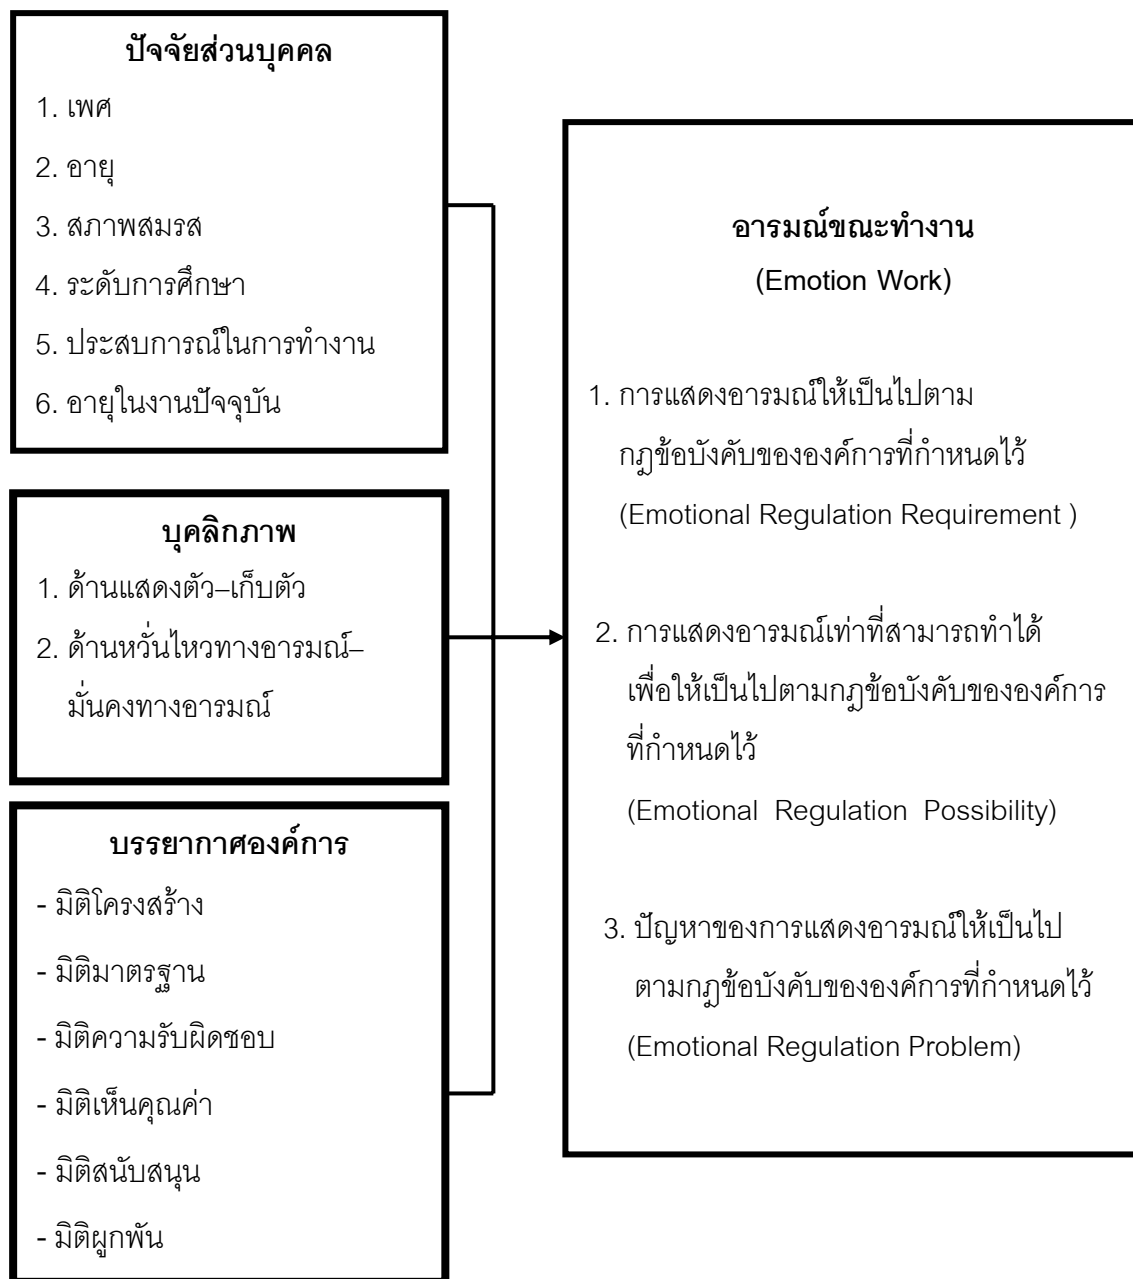 ปัจจัยส่วนบุคคล
1. เพศ
2. อายุ
3. สภาพสมรส
4. ระดับการศึกษา
5. ประสบการณ์ในการทำงาน
6. อายุในงานปัจจุบัน
บุคลิกภาพ
1. ด้านแสดงตัว–เก็บตัว
2. ด้านหวั่นไหวทางอารมณ์–
มั่นคงทางอารมณ์
บรรยากาศองค์การ
- มิติโครงสร้าง
- มิติมาตรฐาน
- มิติความรับผิดชอบ
- มิติเห็นคุณค่า
- มิติสนับสนุน
- มิติผูกพัน
อารมณ์ขณะทำงาน
(Emotion Work)
1. การแสดงอารมณ์ให้เป็นไปตาม
กฎข้อบังคับขององค์การที่กำหนดไว้
(Emotional Regulation Requirement )
2. การแสดงอารมณ์เท่าที่สามารถทำได้
เพื่อให้เป็นไปตามกฎข้อบังคับขององค์การ
ที่กำหนดไว้
(Emotional Regulation Possibility)
3. ปัญหาของการแสดงอารมณ์ให้เป็นไป
ตามกฎข้อบังคับขององค์การที่กำหนดไว้
(Emotional Regulation Problem)